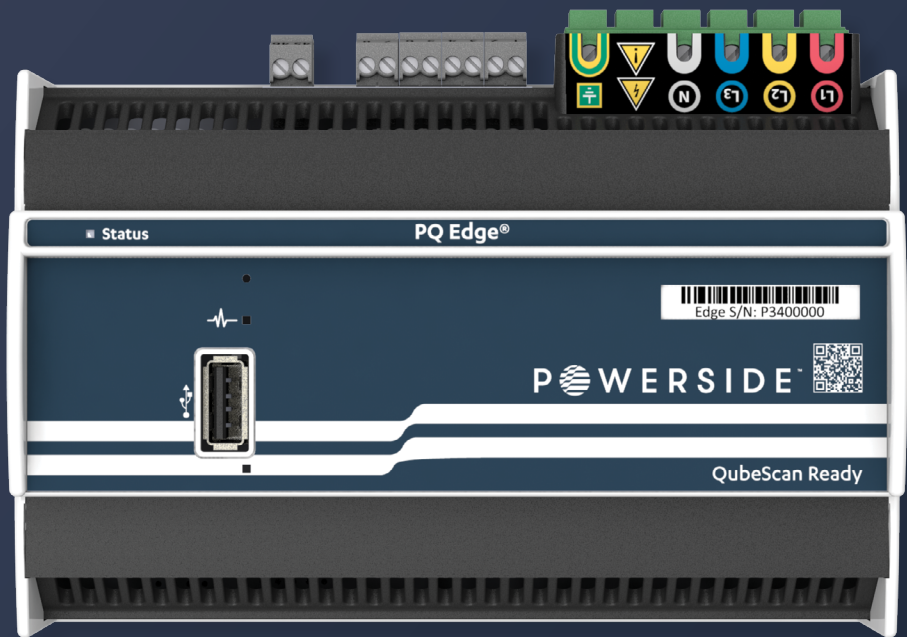 N L3 L2 L1
Status
PQ Edge®
Edge S/N: P3400000
POWERSIDE™
QubeScan Ready